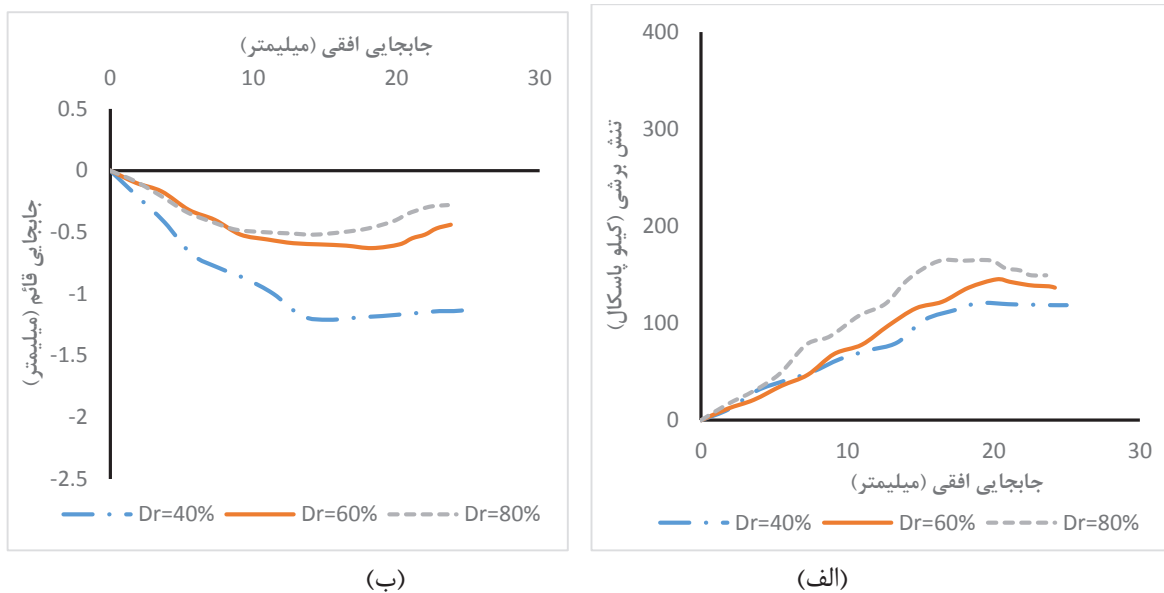 400
300
200
100
0
تنش برشی (کیلو پاسکال)
0 10 20 30
جابجایی افقی (میلیمتر)
Dr=40% Dr=60% Dr=80%
(الف)
جابجایی افقی (میلیمتر)
0 10 20 30
0.5
0
-0.5
-1
-1.5
-2
-2.5
جابجایی قائم (میلیمتر)
Dr=40% Dr=60% Dr=80%
(ب)